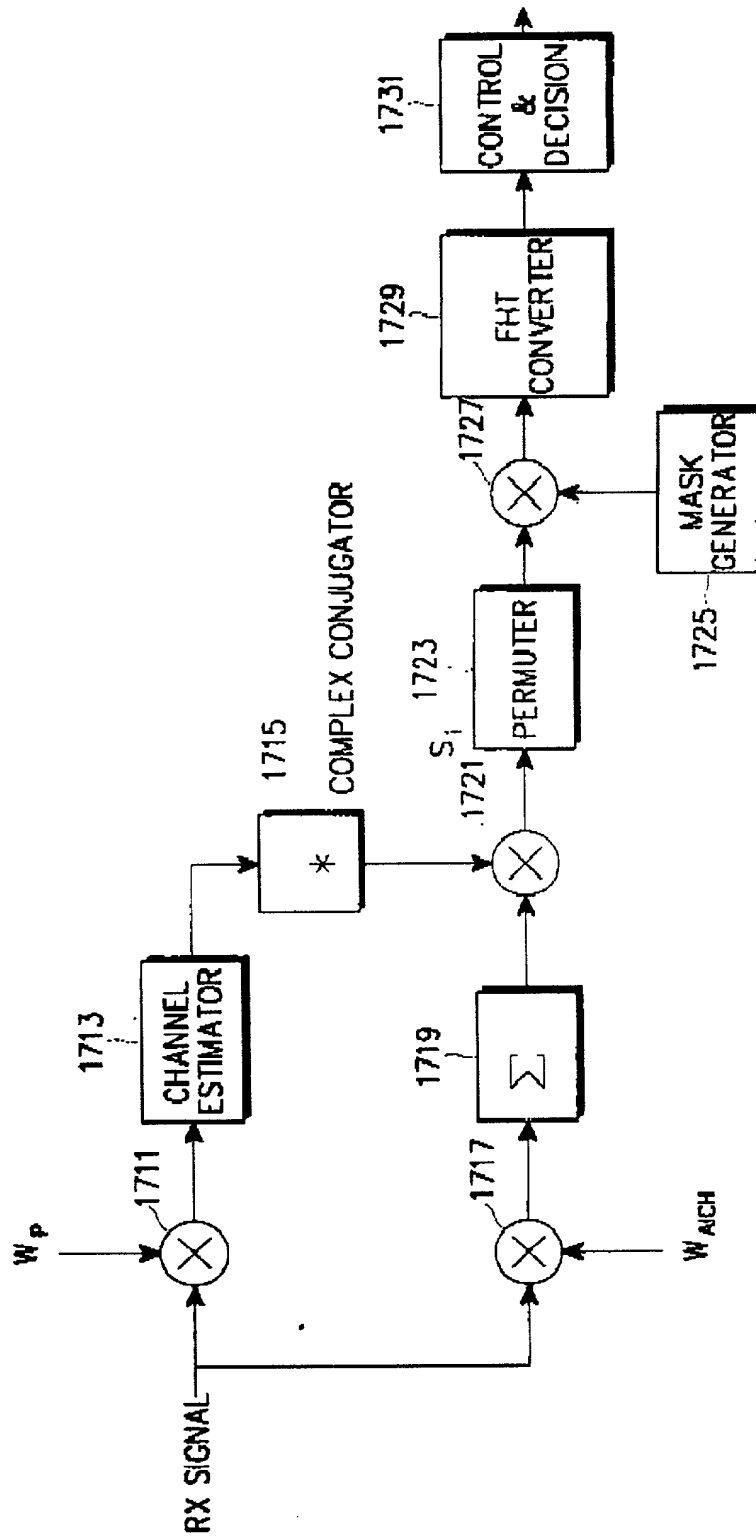 RX SIGNAL
W_P
1711
1713
CHANNEL
ESTIMATOR
1715
*
COMPLEX CONJUGATOR
W_AICH
1717
1719
Σ
1721
S_i
1723
PERMUTER
1725
MASK
GENERATOR
1727
1729
FHT
CONVERTER
1731
CONTROL
&
DECISION